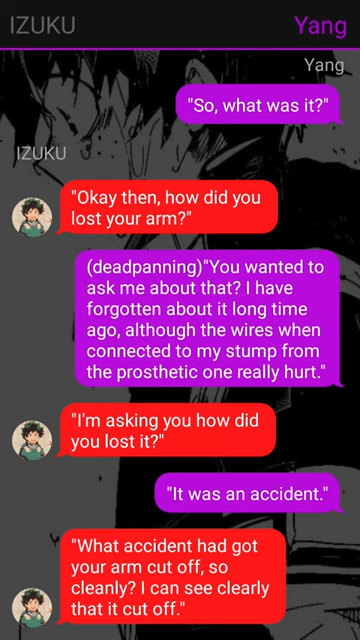 IZUKU Yang
Yang
"So, what was it?"
IZUKU
"Okay then, how did you
lost your arm?"
(deadpanning)"You wanted to
ask me about that? I have
forgotten about it long time
ago, although the wires when
connected to my stump from
the prosthetic one really hurt."
"I'm asking you how did
you lost it?"
"It was an accident."
"What accident had got
your arm cut off, so
cleanly? I can see clearly
that it cut off."